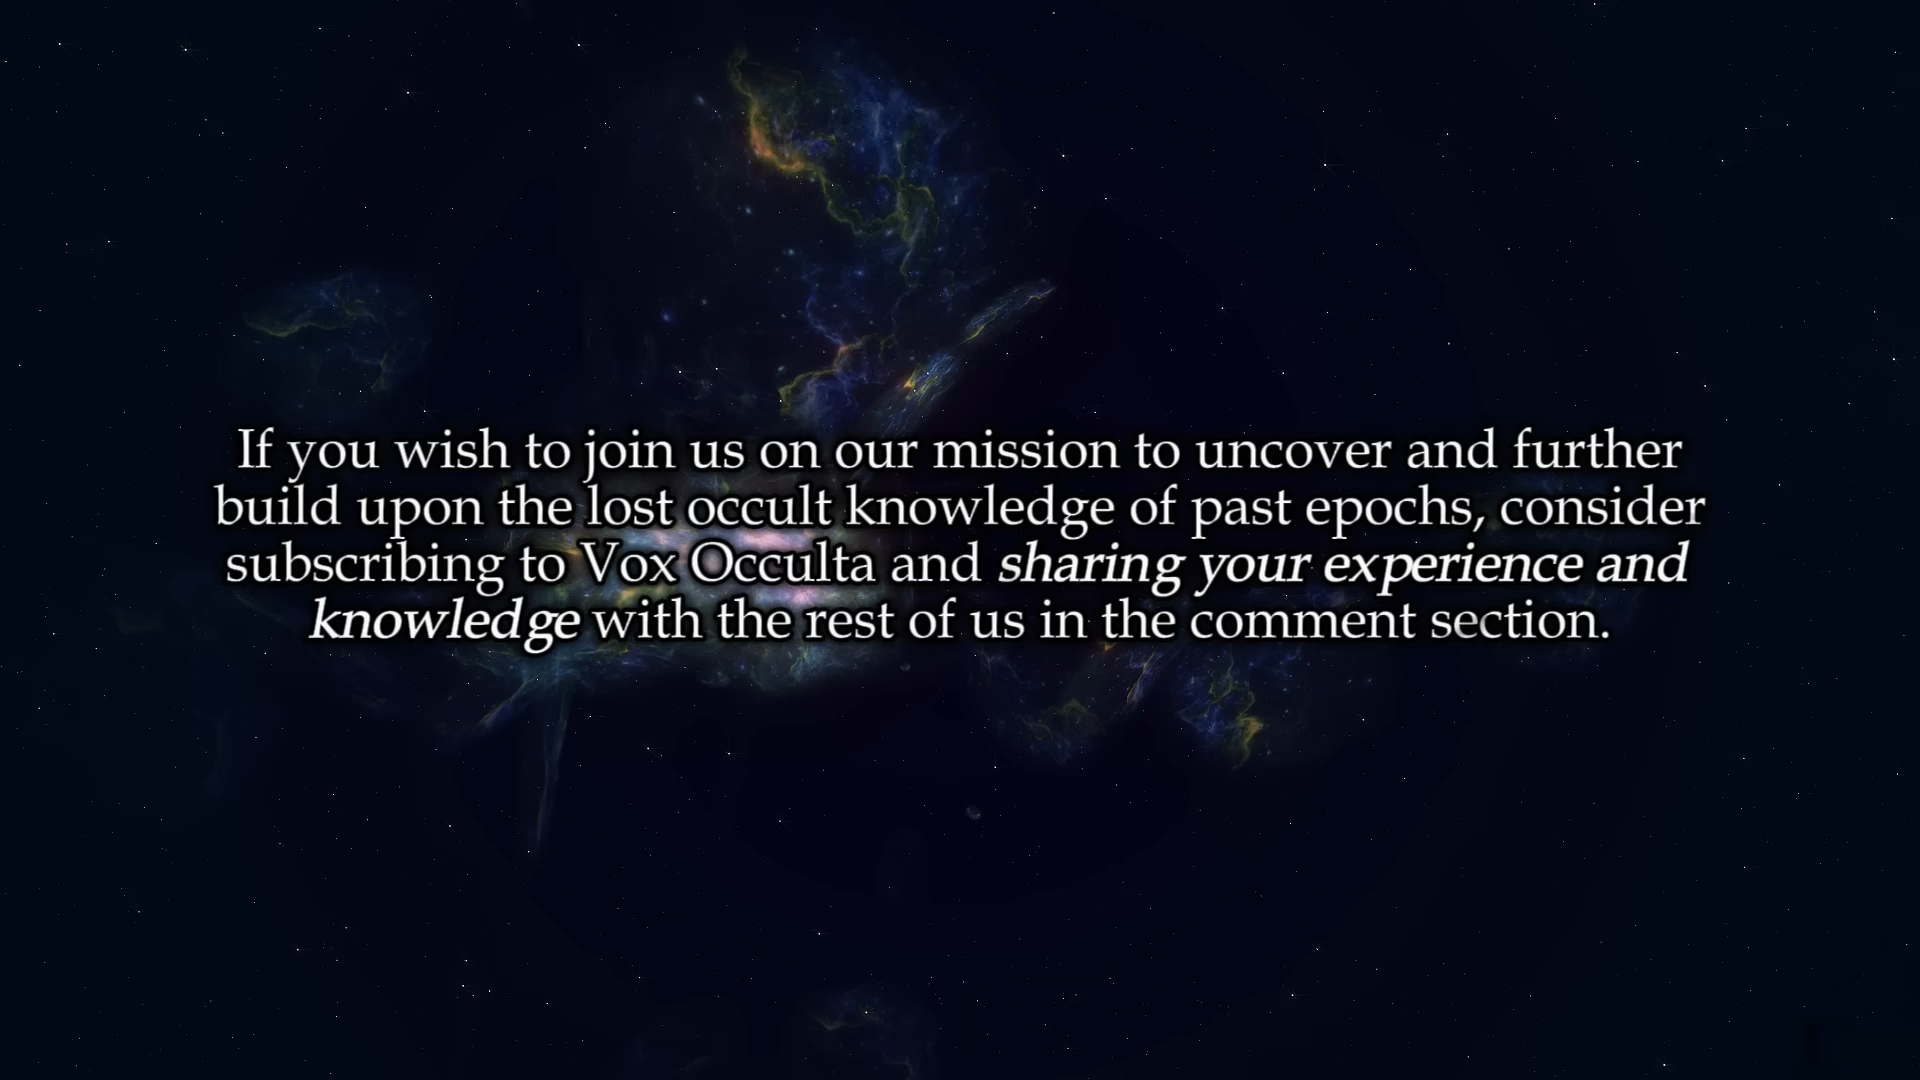 If you wish to join us on our mission to uncover and further
build upon the lost occult knowledge of past epochs, consider
subscribing to Vox Occulta and sharing your experience and
knowledge with the rest of us in the comment section.